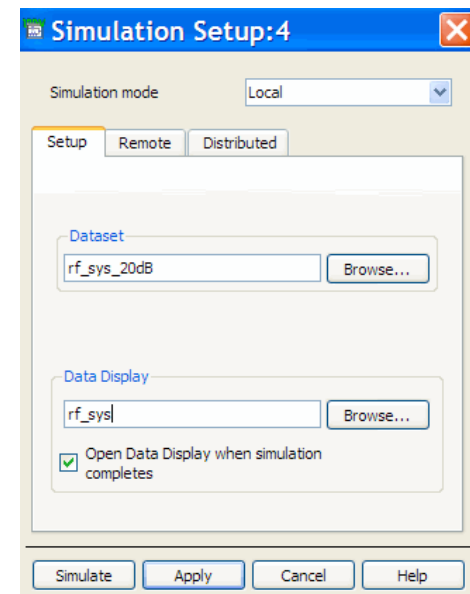 Simulation Setup:4
Simulation mode Local
Setup Remote Distributed
Dataset
rf_sys_20dB Browse...
Data Display
rf_sys Browse...
Open Data Display when simulation
completes
Simulate Apply Cancel Help